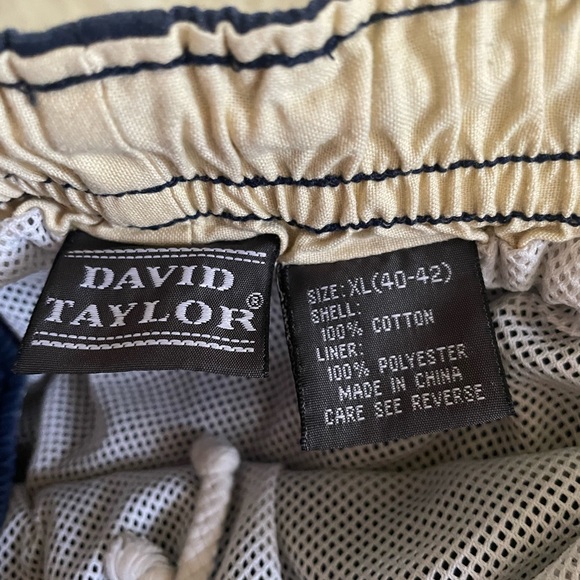 DAVID
TAYLOR®
SIZE: XL(40-42)
SHELL:
100% COTTON
LINER:
100% POLYESTER
MADE IN CHINA
CARE SEE REVERSE